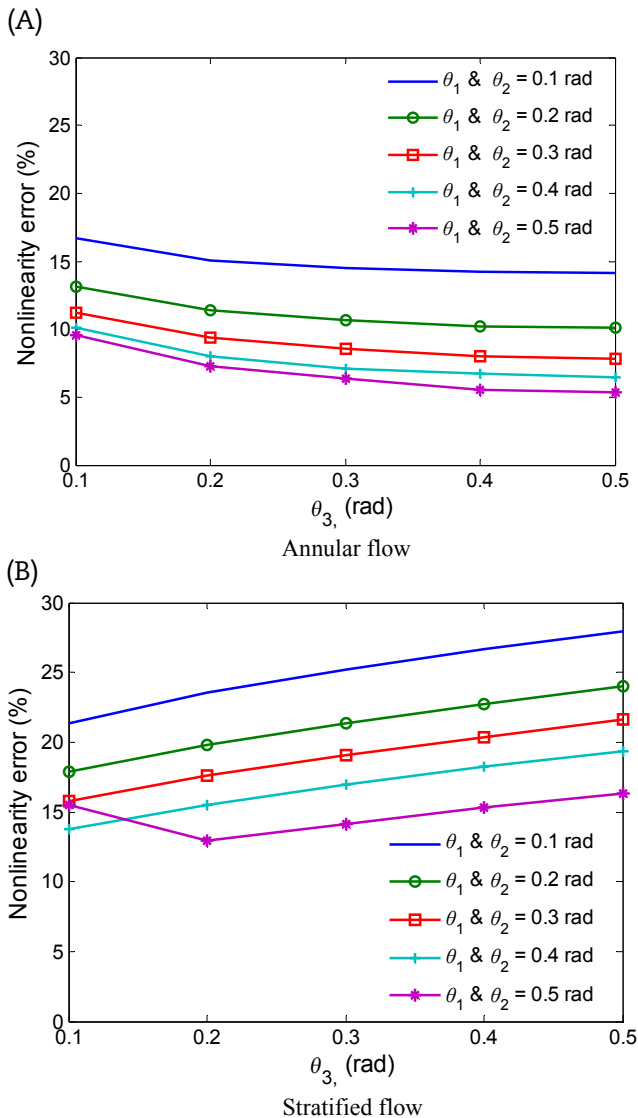 (A)
30
25
20
15
10
5
0
Nonlinearity error (%)
θ1 & θ2 = 0.1 rad
θ1 & θ2 = 0.2 rad
θ1 & θ2 = 0.3 rad
θ1 & θ2 = 0.4 rad
θ1 & θ2 = 0.5 rad
0.1 0.2 0.3 0.4 0.5
θ3, (rad)
Annular flow
(B)
30
25
20
15
10
5
0
Nonlinearity error (%)
θ1 & θ2 = 0.1 rad
θ1 & θ2 = 0.2 rad
θ1 & θ2 = 0.3 rad
θ1 & θ2 = 0.4 rad
θ1 & θ2 = 0.5 rad
0.1 0.2 0.3 0.4 0.5
θ3, (rad)
Stratified flow